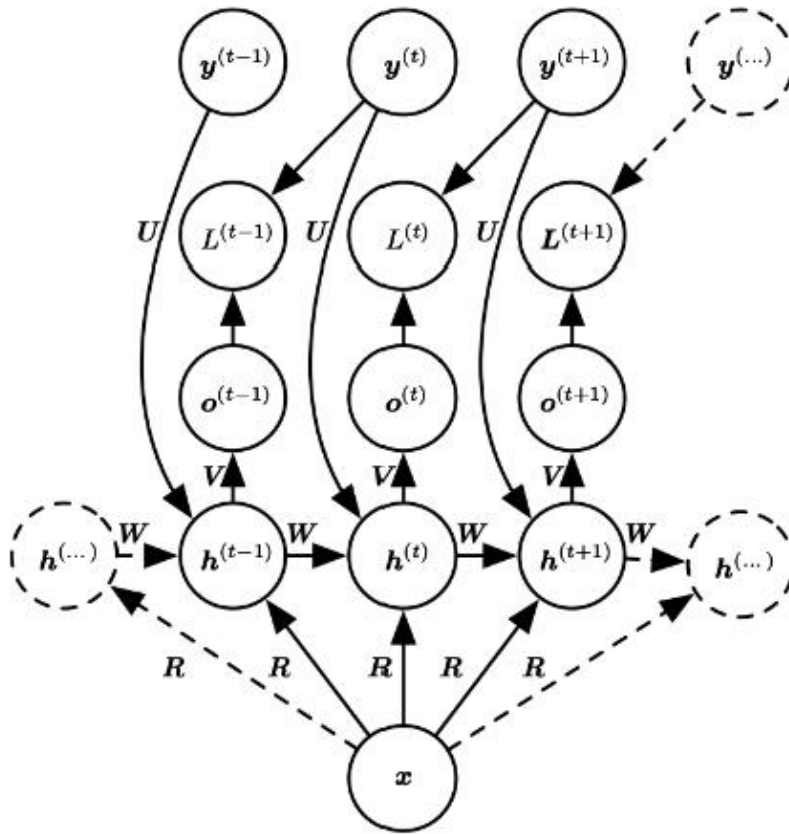 y^(t−1) y^(t) y^(t+1) y^(...)
U L^(t−1) U L^(t) U L^(t+1)
o^(t−1) o^(t) o^(t+1)
V V V
h^(...) W h^(t−1) W h^(t) W h^(t+1) W h^(...)
R R R R R
x